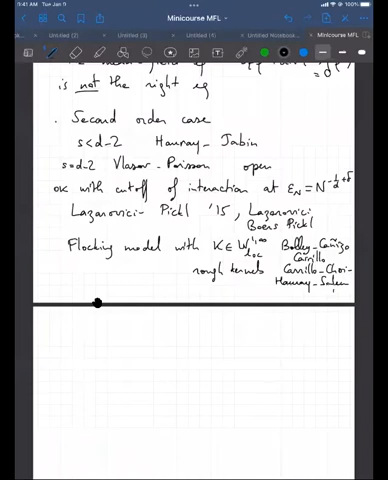 9:41 AM Tue Jan 9
100%
Minicourse MFL
Untitled (2)
Untitled (3)
Untitled (4)
Untitled Notebook...
Minicourse MFL
is not the right eq
. Second order case
s<d-2 Hauray - Jabin
s=d-2 Vlasov-Poisson open
ok with cutoff of interaction at εN = N^{-1/d+δ}
Lazarovici - Pickl '15, Lazarovici
Boers Pickl
Flocking model with K ∈ W^{1,∞}_{loc} Bolley-Cañizo
Carrillo
rough kernels Carrillo-Choi-
Hauray-Salem